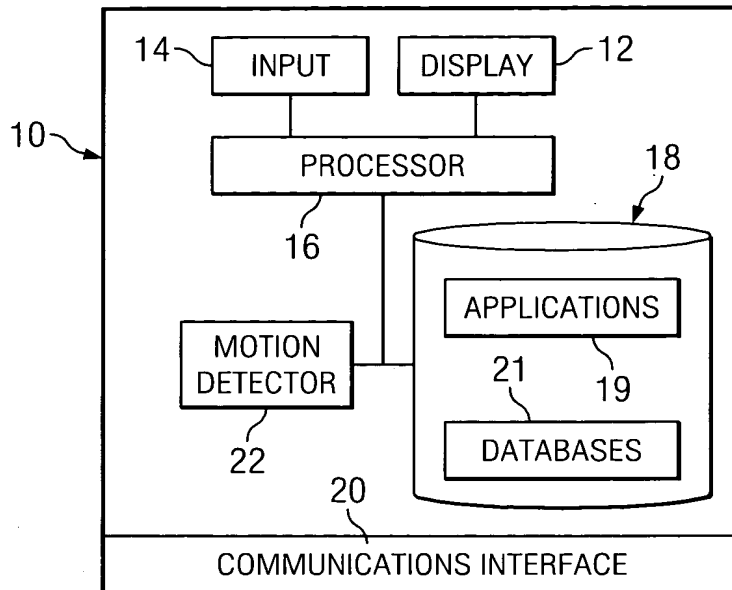 14
INPUT
DISPLAY
12
10
PROCESSOR
16
18
APPLICATIONS
19
MOTION
DETECTOR
22
21
DATABASES
20
COMMUNICATIONS INTERFACE